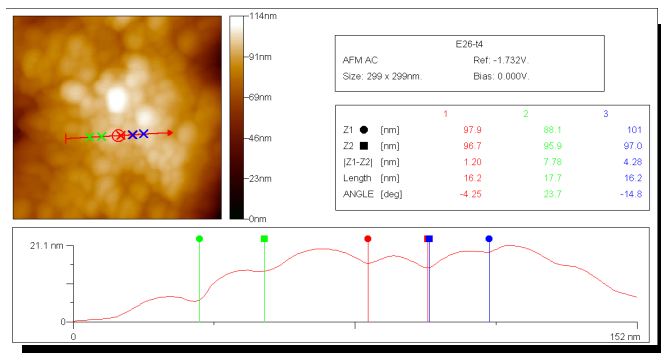 114nm
91nm
69nm
46nm
23nm
0nm
E26-t4
AFM AC Ref: -1.732V.
Size: 299 x 299nm. Bias: 0.000V.
1 2 3
Z1 [nm] 97.9 88.1 101
Z2 [nm] 96.7 95.9 97.0
|Z1-Z2| [nm] 1.20 7.78 4.28
Length [nm] 16.2 17.7 16.2
ANGLE [deg] -4.25 23.7 -14.8
21.1 nm
0
0 152 nm